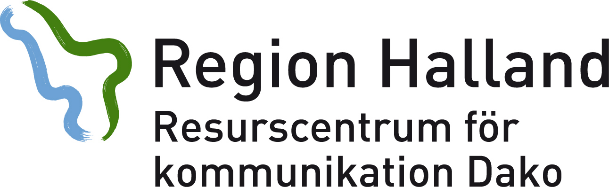 Region Halland
Resurscentrum för
kommunikation Dako